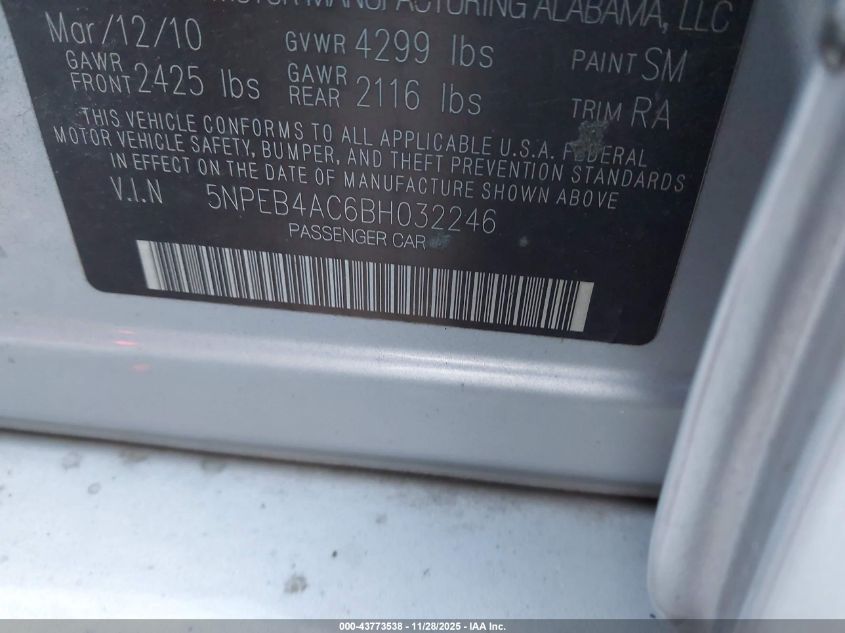 MOTOR MANUFACTURING ALABAMA, LLC
Mar/12/10 GVWR 4299 lbs PAINT SM
GAWR FRONT 2425 lbs GAWR REAR 2116 lbs TRIM RA
THIS VEHICLE CONFORMS TO ALL APPLICABLE U.S.A. FEDERAL
MOTOR VEHICLE SAFETY, BUMPER, AND THEFT PREVENTION STANDARDS
IN EFFECT ON THE DATE OF MANUFACTURE SHOWN ABOVE
V.I.N 5NPEB4AC6BH032246
PASSENGER CAR
000-43773538 - 11/28/2025 - IAA Inc.